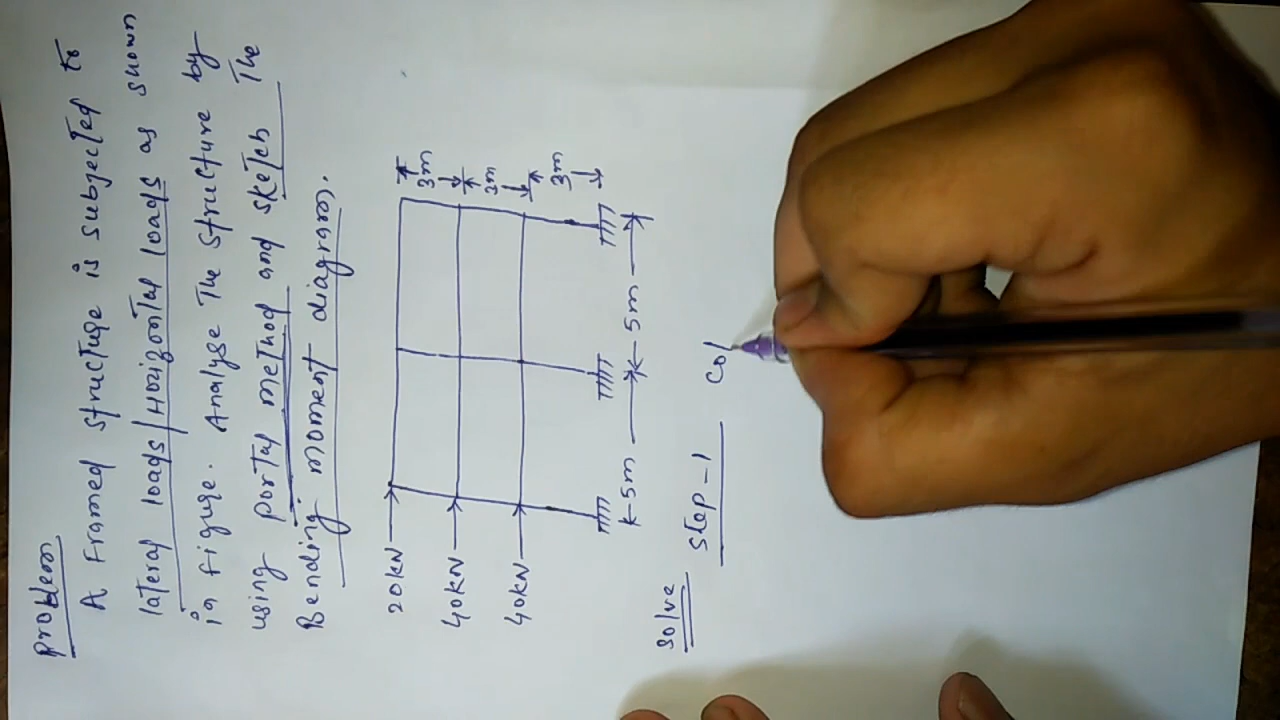 Problem
A Framed structure is subjected to
lateral loads/Horizontal loads as shown
in figure. Analyse The structure by
using portal method and sketch The
Bending moment diagram.
20kN
40kN
40kN
3m
3m
3m
5m
5m
Solve
Step-1
Col